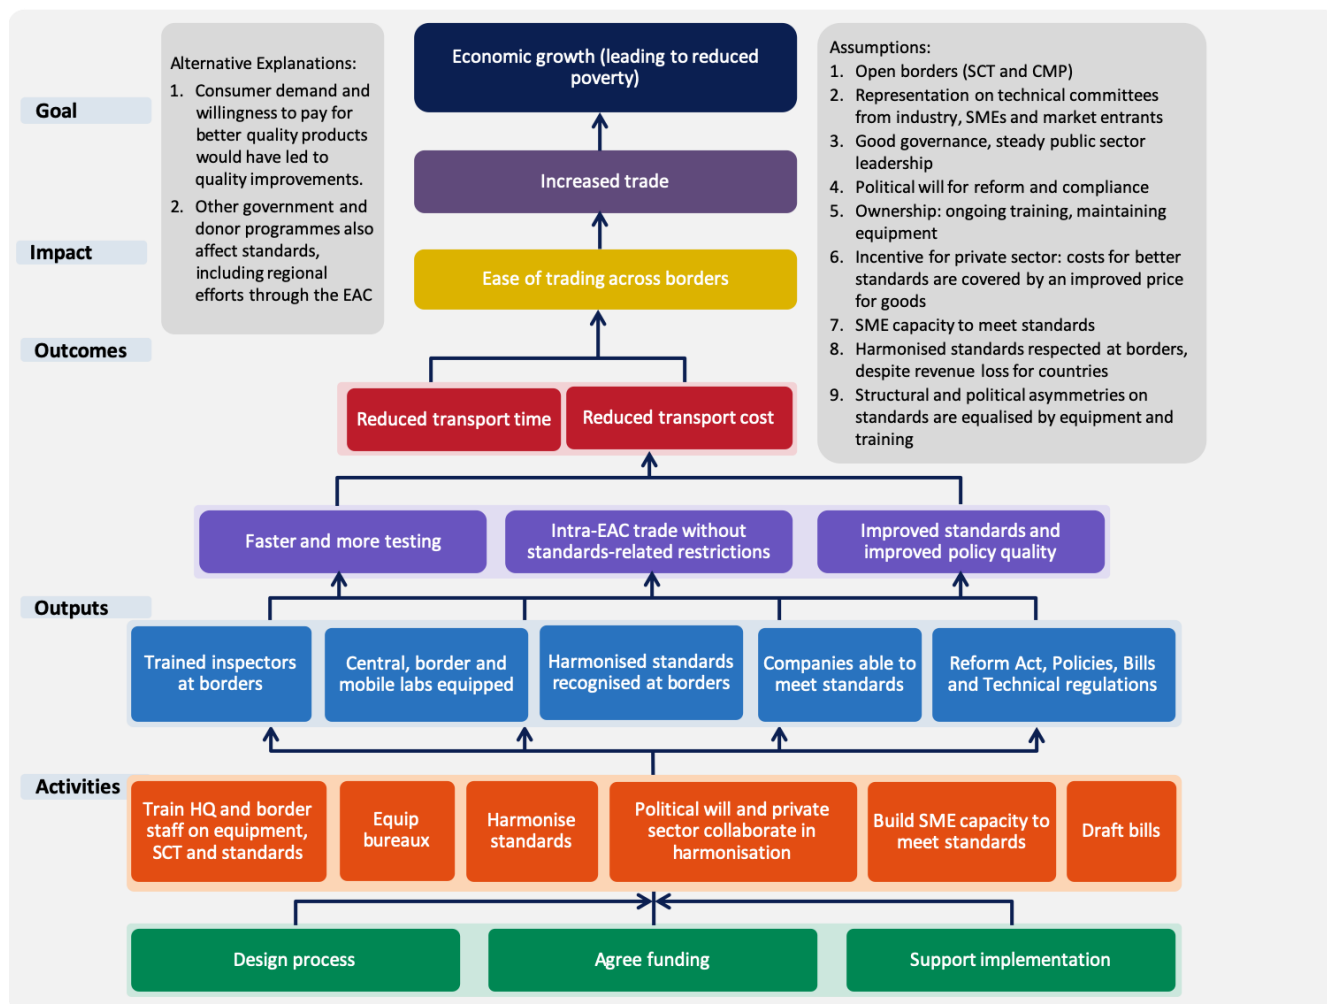 Alternative Explanations:
1. Consumer demand and
willingness to pay for
better quality products
would have led to
quality improvements.
2. Other government and
donor programmes also
affect standards,
including regional
efforts through the EAC
Economic growth (leading to reduced
poverty)
Assumptions:
1. Open borders (SCT and CMP)
2. Representation on technical committees
from industry, SMEs and market entrants
3. Good governance, steady public sector
leadership
4. Political will for reform and compliance
5. Ownership: ongoing training, maintaining
equipment
6. Incentive for private sector: costs for better
standards are covered by an improved price
for goods
7. SME capacity to meet standards
8. Harmonised standards respected at borders,
despite revenue loss for countries
9. Structural and political asymmetries on
standards are equalised by equipment and
training
Goal
Increased trade
Impact
Ease of trading across borders
Outcomes
Reduced transport time
Reduced transport cost
Faster and more testing
Intra-EAC trade without
standards-related restrictions
Improved standards and
improved policy quality
Outputs
Trained inspectors
at borders
Central, border and
mobile labs equipped
Harmonised standards
recognised at borders
Companies able to
meet standards
Reform Act, Policies, Bills
and Technical regulations
Activities
Train HQ and border
staff on equipment,
SCT and standards
Equip
bureaux
Harmonise
standards
Political will and private
sector collaborate in
harmonisation
Build SME capacity to
meet standards
Draft bills
Design process
Agree funding
Support implementation